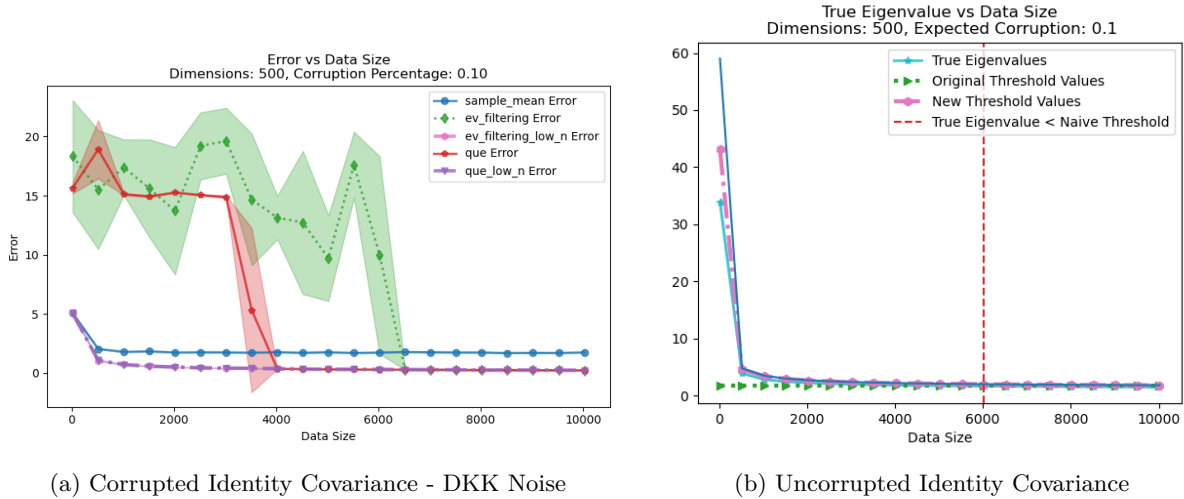 Error vs Data Size
Dimensions: 500, Corruption Percentage: 0.10
sample_mean Error
ev_filtering Error
ev_filtering_low_n Error
que Error
que_low_n Error
Error
20
15
10
5
0
0
2000
4000
6000
8000
10000
Data Size
(a) Corrupted Identity Covariance - DKK Noise
True Eigenvalue vs Data Size
Dimensions: 500, Expected Corruption: 0.1
True Eigenvalues
Original Threshold Values
New Threshold Values
True Eigenvalue < Naive Threshold
60
50
40
30
20
10
0
0
2000
4000
6000
8000
10000
Data Size
(b) Uncorrupted Identity Covariance